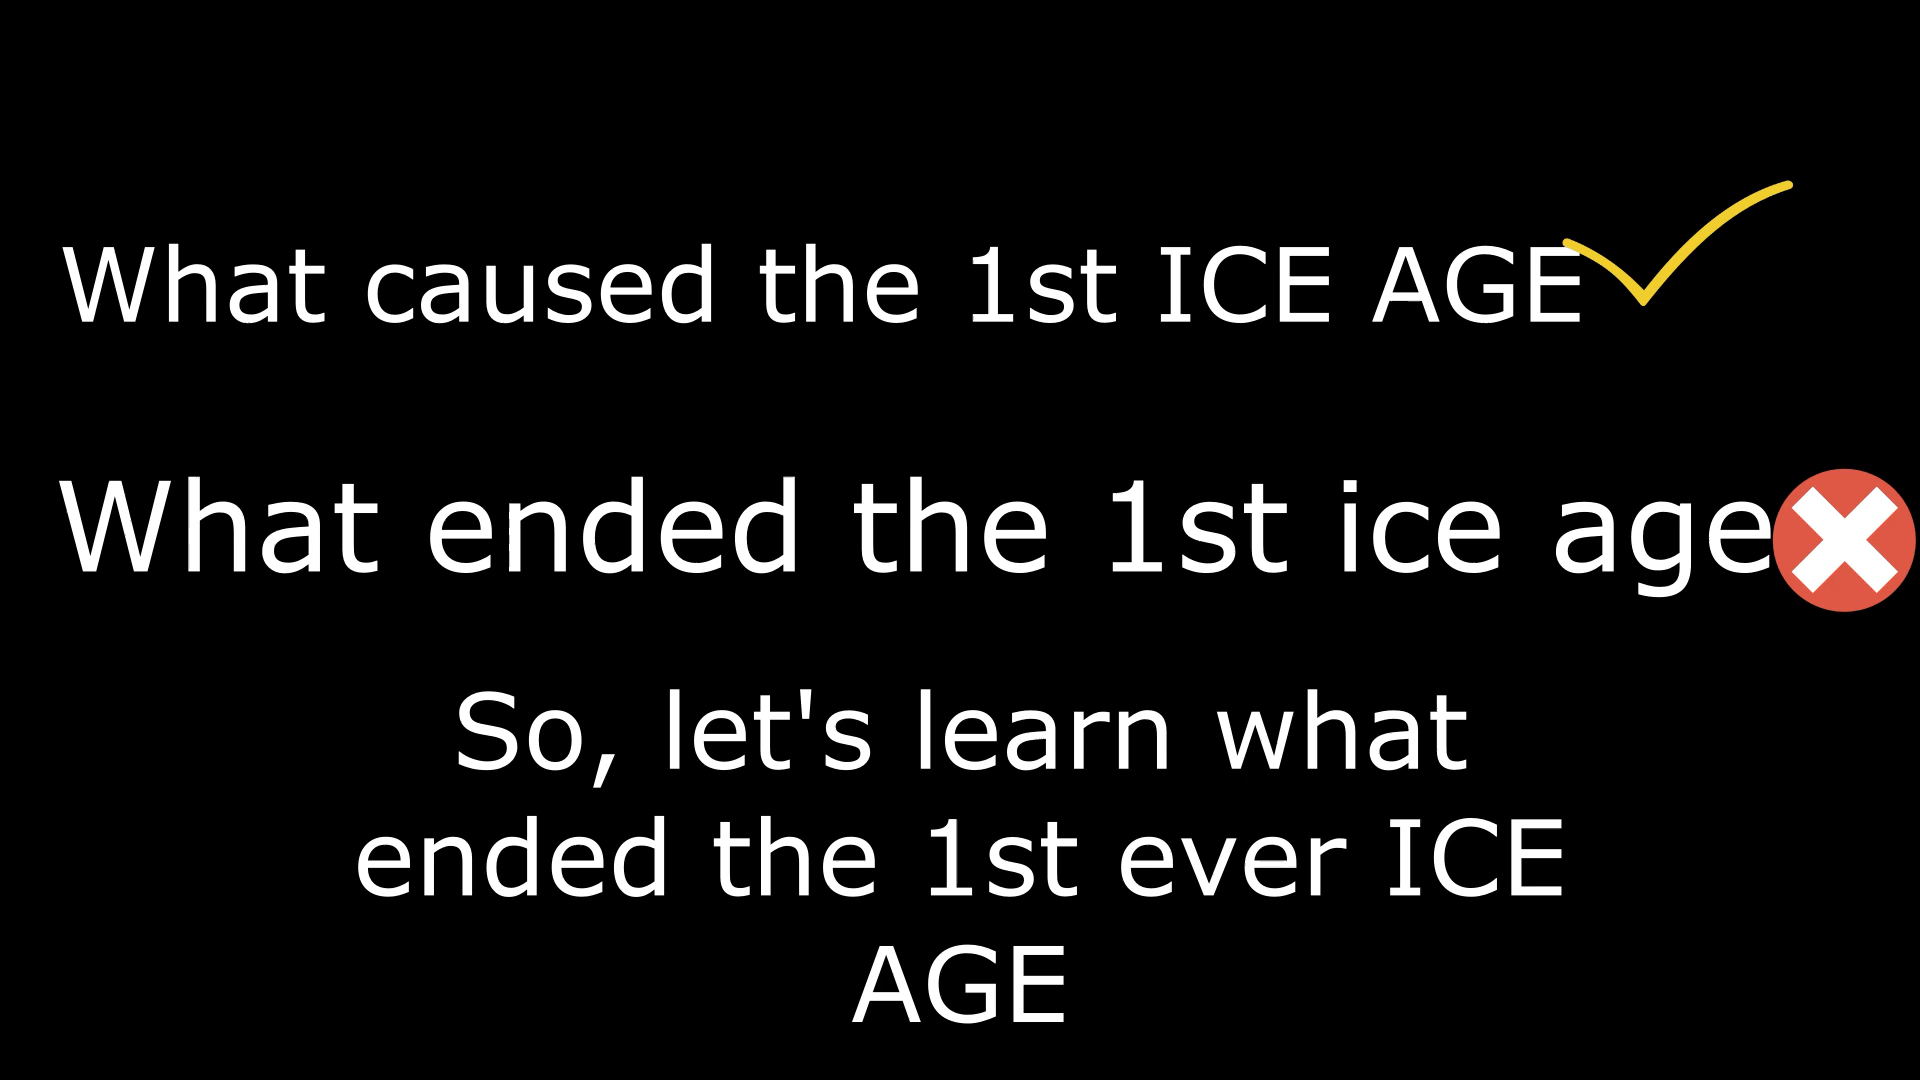 What caused the 1st ICE AGE
What ended the 1st ice age
So, let's learn what
ended the 1st ever ICE
AGE